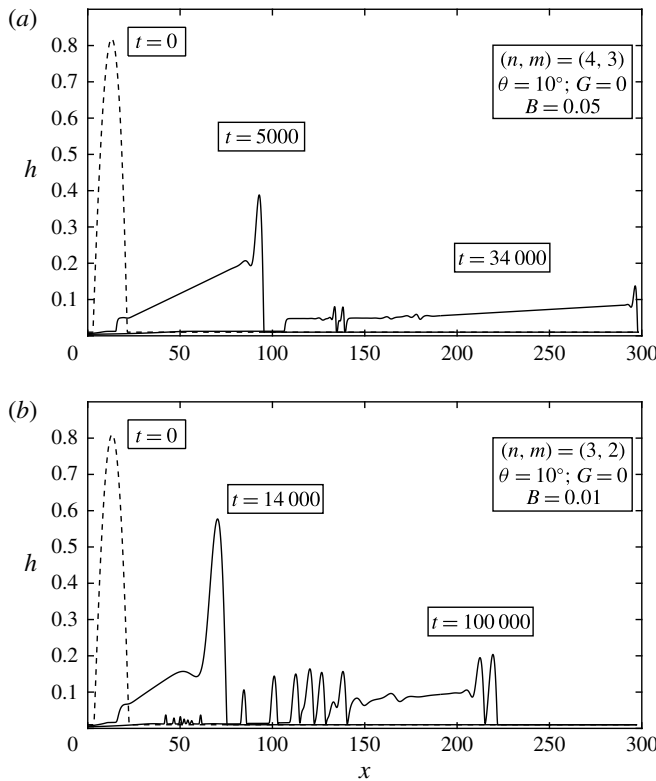 (a)
0.8
0.7
0.6
0.5
h
0.4
0.3
0.2
0.1
0
50
100
150
200
250
300
t = 0
t = 5000
t = 34 000
(n, m) = (4, 3)
θ = 10°; G = 0
B = 0.05
(b)
0.8
0.7
0.6
0.5
h
0.4
0.3
0.2
0.1
0
50
100
150
200
250
300
x
t = 0
t = 14 000
t = 100 000
(n, m) = (3, 2)
θ = 10°; G = 0
B = 0.01